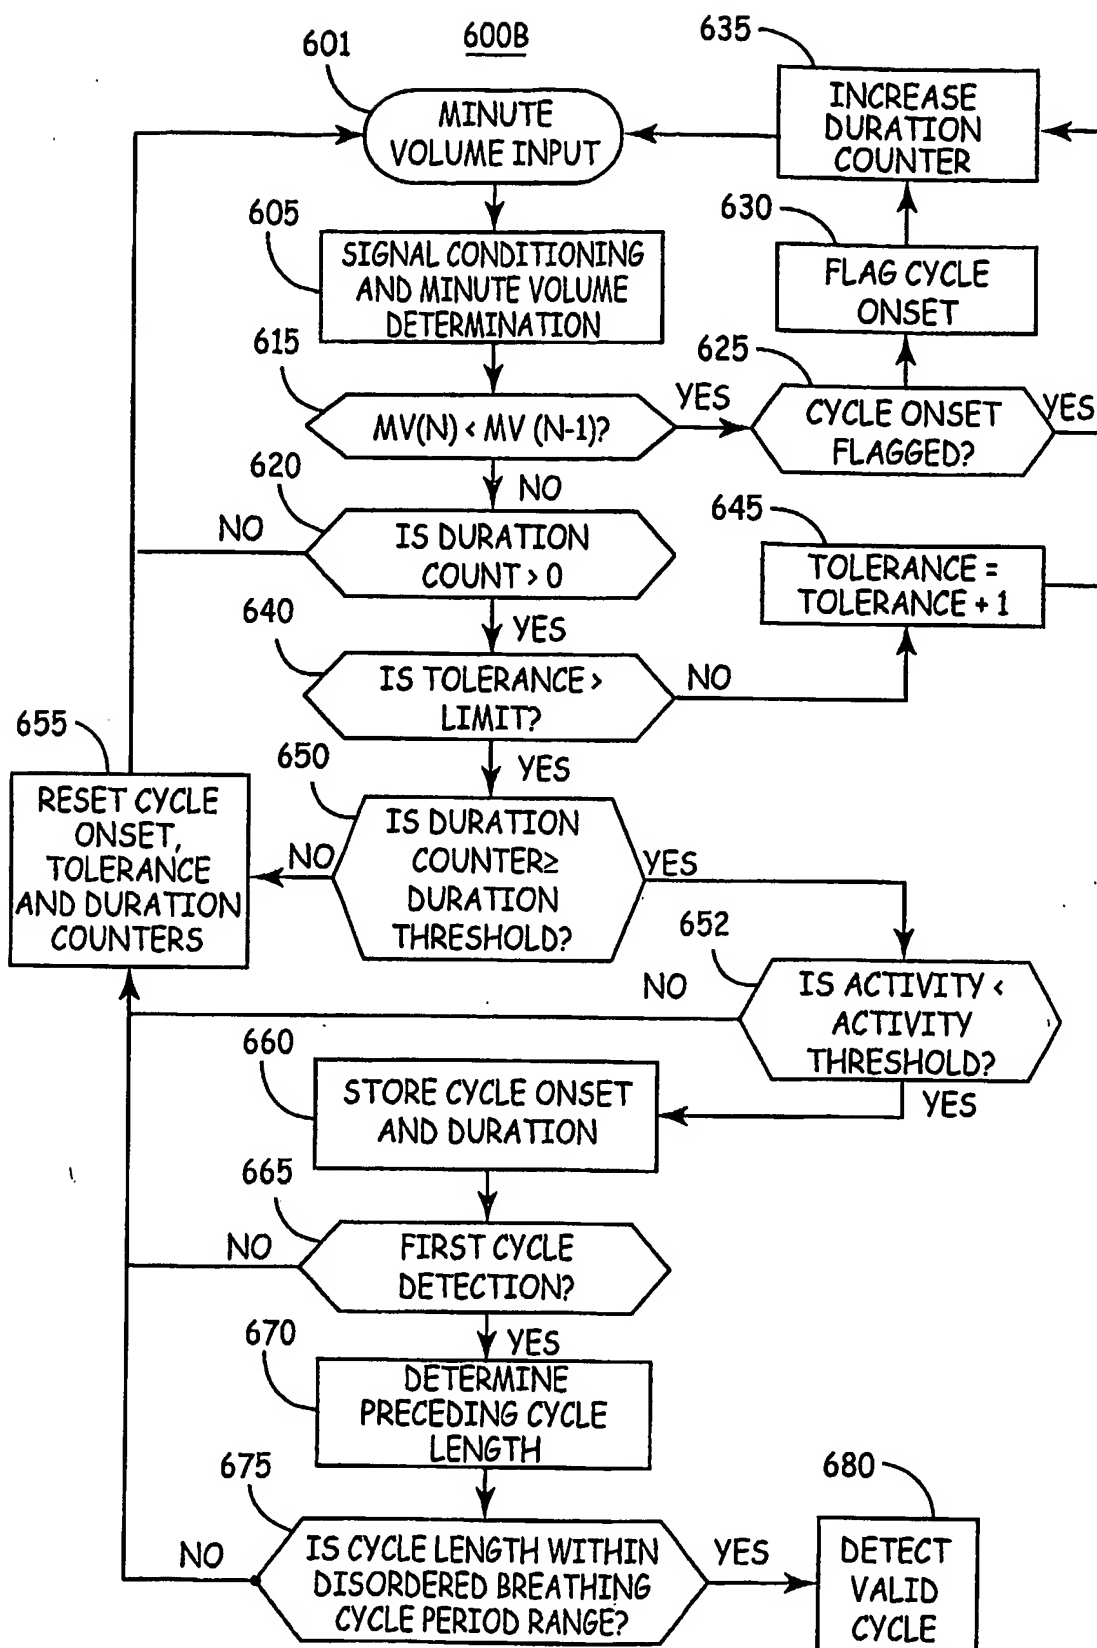 600B
601
MINUTE
VOLUME INPUT
635
INCREASE
DURATION
COUNTER
605
SIGNAL CONDITIONING
AND MINUTE VOLUME
DETERMINATION
630
FLAG CYCLE
ONSET
615
MV(N) < MV (N-1)?
YES
625
CYCLE ONSET
FLAGGED?
YES
NO
620
IS DURATION
COUNT > 0
NO
YES
645
TOLERANCE =
TOLERANCE + 1
640
IS TOLERANCE >
LIMIT?
NO
YES
655
RESET CYCLE
ONSET,
TOLERANCE
AND DURATION
COUNTERS
650
IS DURATION
COUNTER≥
DURATION
THRESHOLD?
NO
YES
652
IS ACTIVITY <
ACTIVITY
THRESHOLD?
NO
YES
660
STORE CYCLE ONSET
AND DURATION
665
FIRST CYCLE
DETECTION?
NO
YES
670
DETERMINE
PRECEDING CYCLE
LENGTH
675
IS CYCLE LENGTH WITHIN
DISORDERED BREATHING
CYCLE PERIOD RANGE?
NO
YES
680
DETECT
VALID
CYCLE